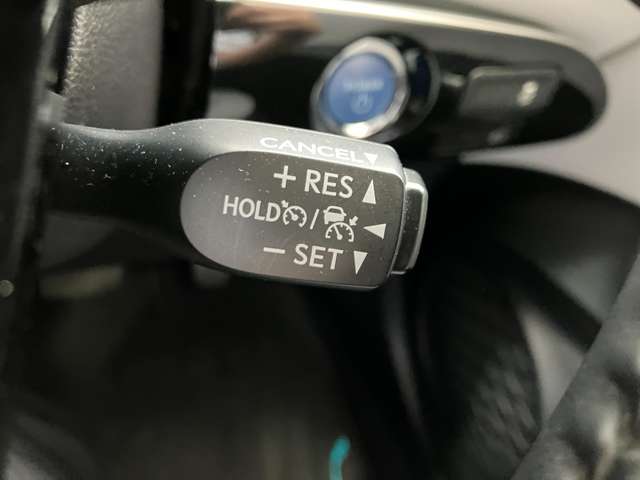 CANCEL
+ RES
HOLD /
− SET